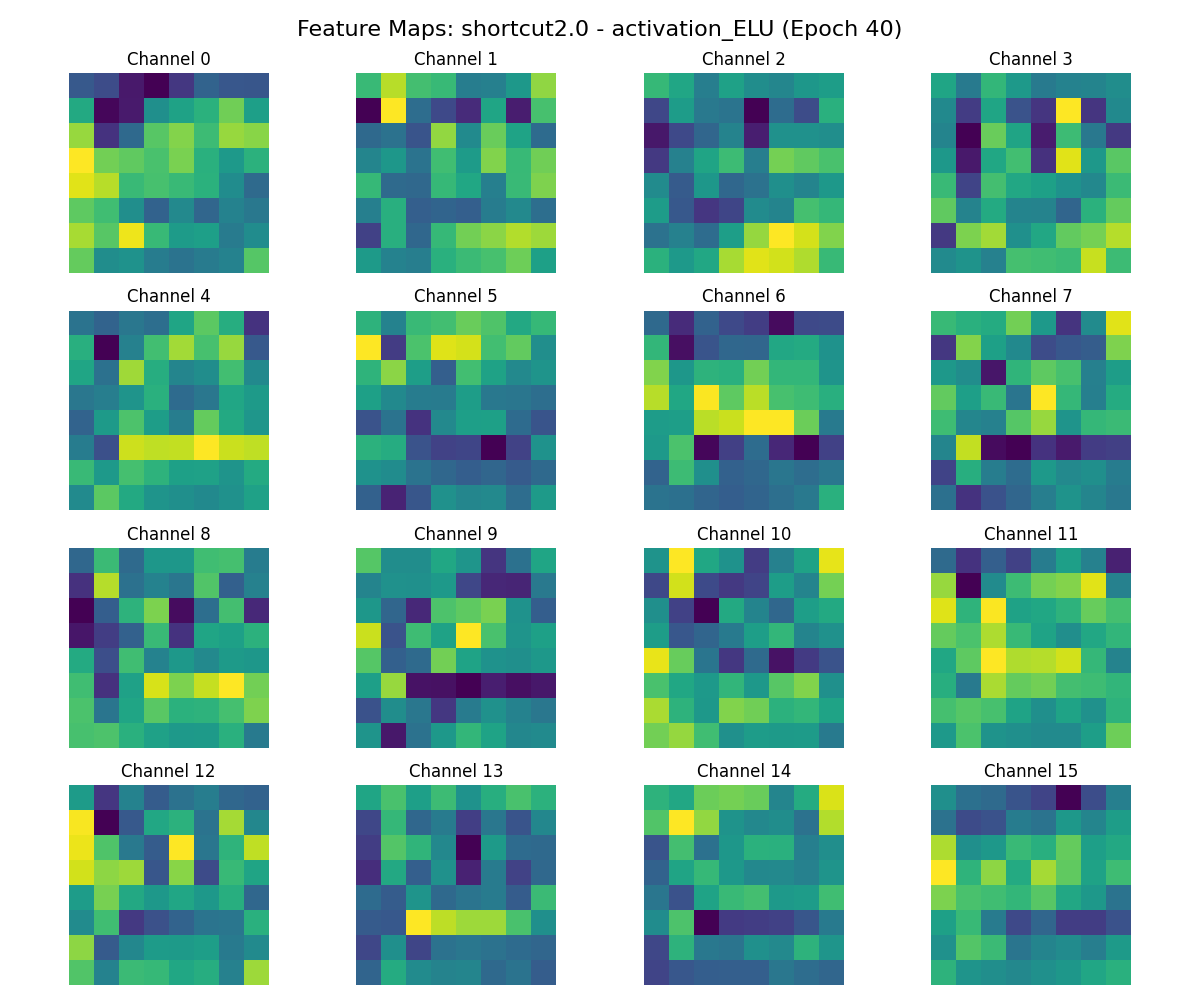 Feature Maps: shortcut2.0 - activation_ELU (Epoch 40)
Channel 0
Channel 1
Channel 2
Channel 3
Channel 4
Channel 5
Channel 6
Channel 7
Channel 8
Channel 9
Channel 10
Channel 11
Channel 12
Channel 13
Channel 14
Channel 15